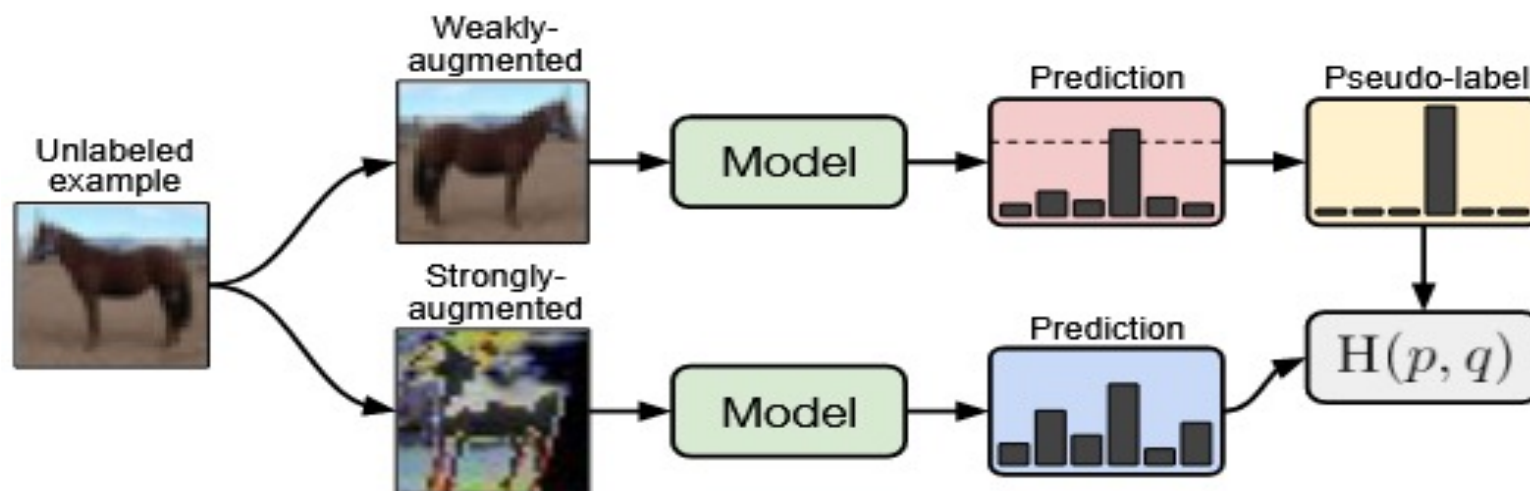 Unlabeled
example
Weakly-
augmented
Model
Prediction
Pseudo-label
Strongly-
augmented
Model
Prediction
H(p, q)